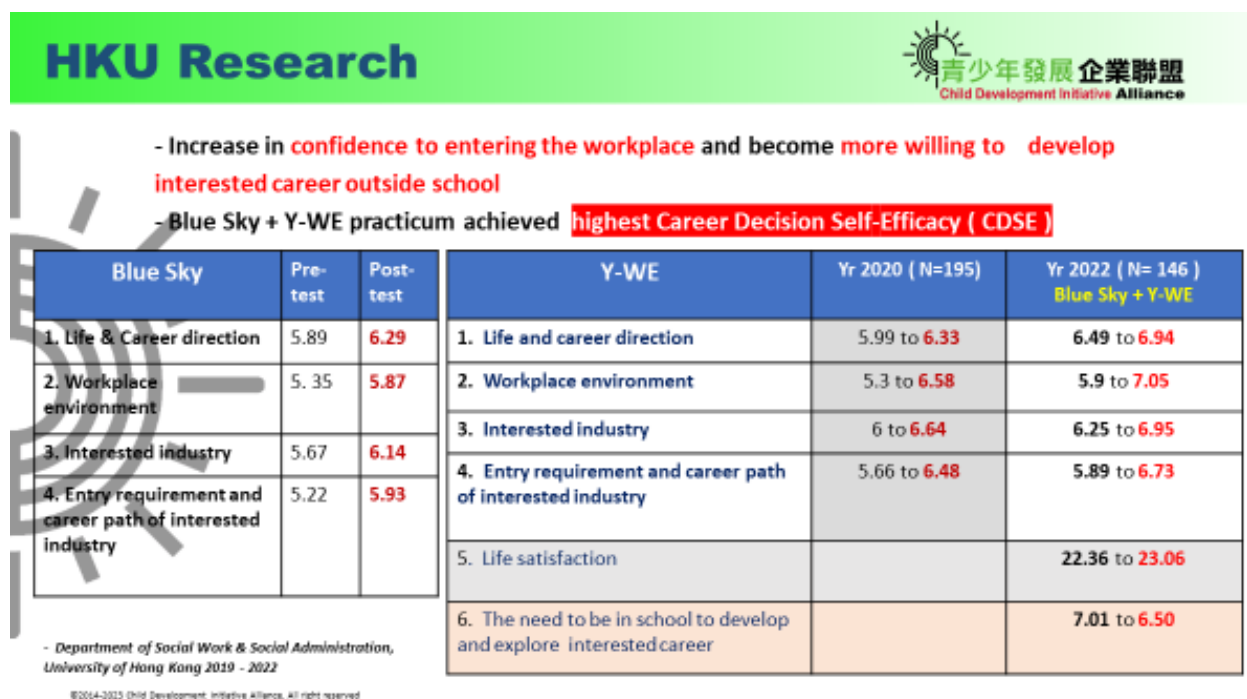 HKU Research
青少年發展 企業聯盟
Child Development Initiative Alliance
- Increase in confidence to entering the workplace and become more willing to develop
interested career outside school
- Blue Sky + Y-WE practicum achieved highest Career Decision Self-Efficacy ( CDSE )
Blue Sky
Pre-
test
Post-
test
1. Life & Career direction
5.89
6.29
2. Workplace
environment
5. 35
5.87
3. Interested industry
5.67
6.14
4. Entry requirement and
career path of interested
industry
5.22
5.93
Y-WE
Yr 2020 ( N=195)
Yr 2022 ( N= 146 )
Blue Sky + Y-WE
1. Life and career direction
5.99 to 6.33
6.49 to 6.94
2. Workplace environment
5.3 to 6.58
5.9 to 7.05
3. Interested industry
6 to 6.64
6.25 to 6.95
4. Entry requirement and career path
of interested industry
5.66 to 6.48
5.89 to 6.73
5. Life satisfaction
22.36 to 23.06
6. The need to be in school to develop
and explore interested career
7.01 to 6.50
- Department of Social Work & Social Administration,
University of Hong Kong 2019 - 2022
©2014-2023 Child Development Initiative Alliance. All right reserved